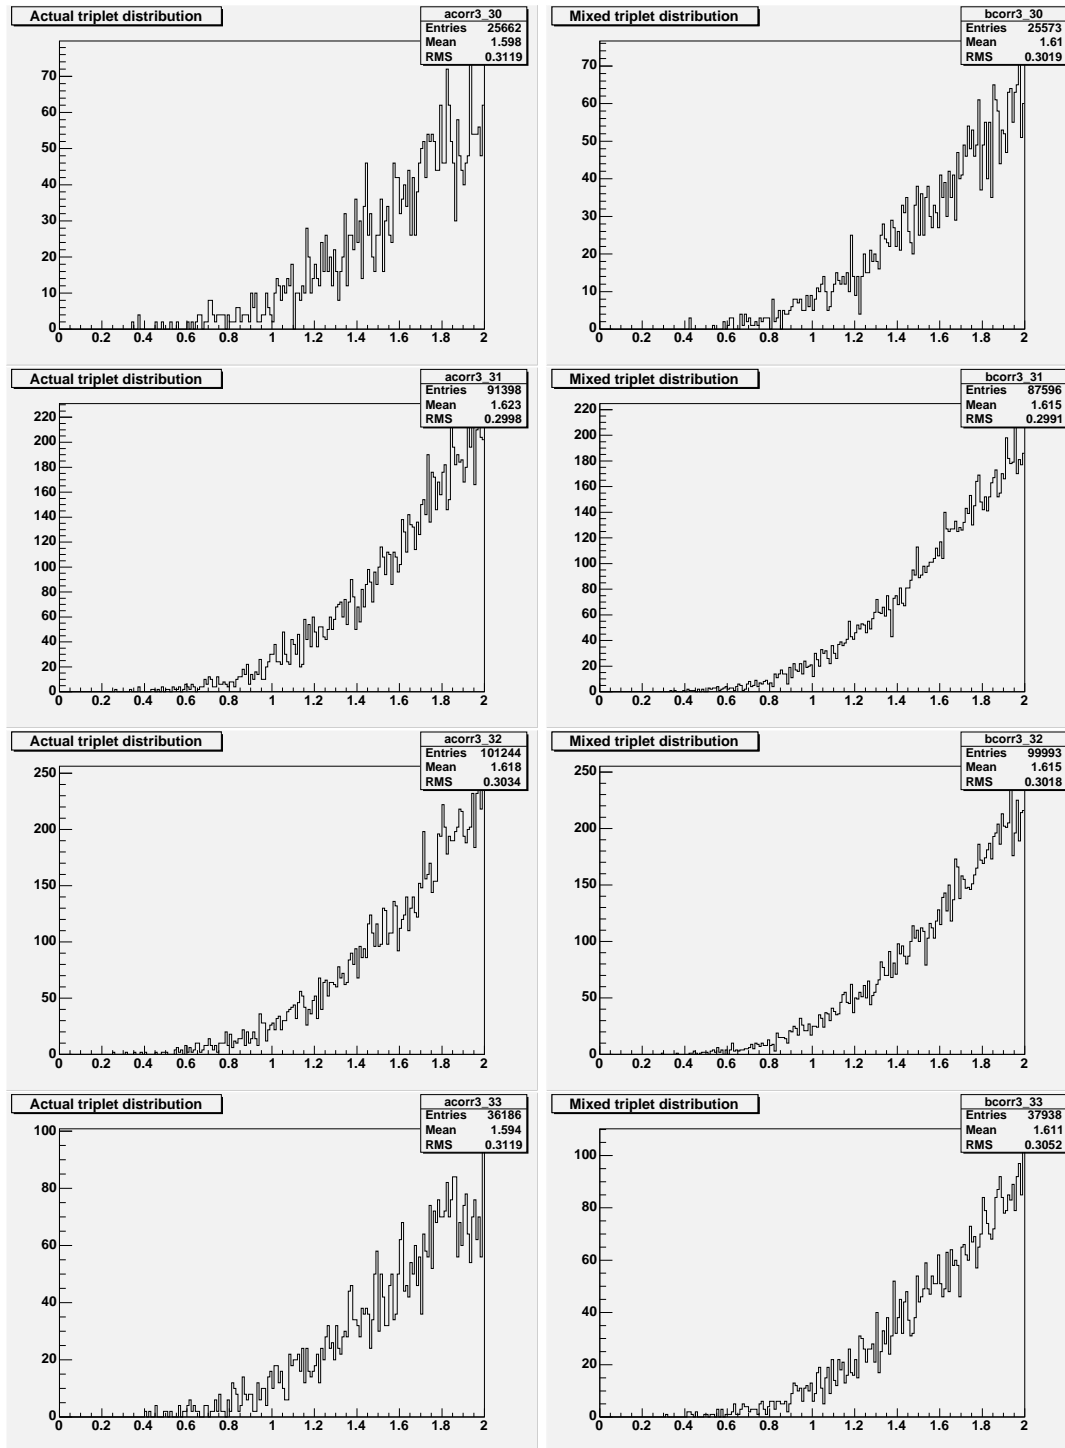 Actual triplet distribution
acorr3_30
Entries 25662
Mean 1.598
RMS 0.3119
70
60
50
40
30
20
10
0
0 0.2 0.4 0.6 0.8 1 1.2 1.4 1.6 1.8 2
Mixed triplet distribution
bcorr3_30
Entries 25573
Mean 1.61
RMS 0.3019
70
60
50
40
30
20
10
0
0 0.2 0.4 0.6 0.8 1 1.2 1.4 1.6 1.8 2
Actual triplet distribution
acorr3_31
Entries 91398
Mean 1.623
RMS 0.2998
220
200
180
160
140
120
100
80
60
40
20
0
0 0.2 0.4 0.6 0.8 1 1.2 1.4 1.6 1.8 2
Mixed triplet distribution
bcorr3_31
Entries 87596
Mean 1.615
RMS 0.2991
220
200
180
160
140
120
100
80
60
40
20
0
0 0.2 0.4 0.6 0.8 1 1.2 1.4 1.6 1.8 2
Actual triplet distribution
acorr3_32
Entries 101244
Mean 1.618
RMS 0.3034
250
200
150
100
50
0
0 0.2 0.4 0.6 0.8 1 1.2 1.4 1.6 1.8 2
Mixed triplet distribution
bcorr3_32
Entries 99993
Mean 1.615
RMS 0.3018
250
200
150
100
50
0
0 0.2 0.4 0.6 0.8 1 1.2 1.4 1.6 1.8 2
Actual triplet distribution
acorr3_33
Entries 36186
Mean 1.594
RMS 0.3119
100
80
60
40
20
0
0 0.2 0.4 0.6 0.8 1 1.2 1.4 1.6 1.8 2
Mixed triplet distribution
bcorr3_33
Entries 37938
Mean 1.611
RMS 0.3052
100
80
60
40
20
0
0 0.2 0.4 0.6 0.8 1 1.2 1.4 1.6 1.8 2